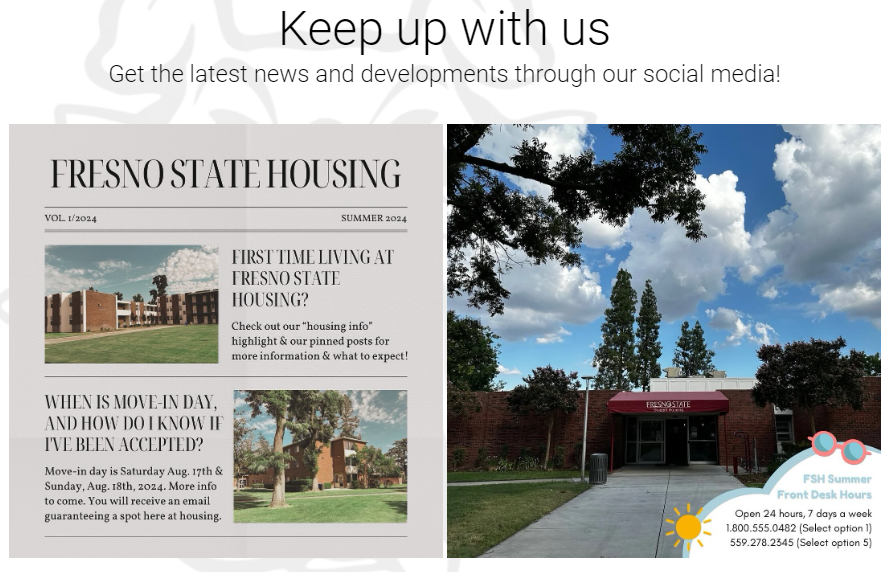 Keep up with us
Get the latest news and developments through our social media!
FRESNO STATE HOUSING
VOL. 1/2024 SUMMER 2024
FIRST TIME LIVING AT
FRESNO STATE
HOUSING?
Check out our "housing info"
highlight & our pinned posts for
more information & what to expect!
WHEN IS MOVE-IN DAY,
AND HOW DO I KNOW IF
I'VE BEEN ACCEPTED?
Move-in day is Saturday Aug. 17th &
Sunday, Aug. 18th, 2024. More info
to come. You will receive an email
guaranteeing a spot here at housing.
FRESNO STATE
FSH Summer
Front Desk Hours
Open 24 hours, 7 days a week
1.800.555.0482 (Select option 1)
559.278.2345 (Select option 5)